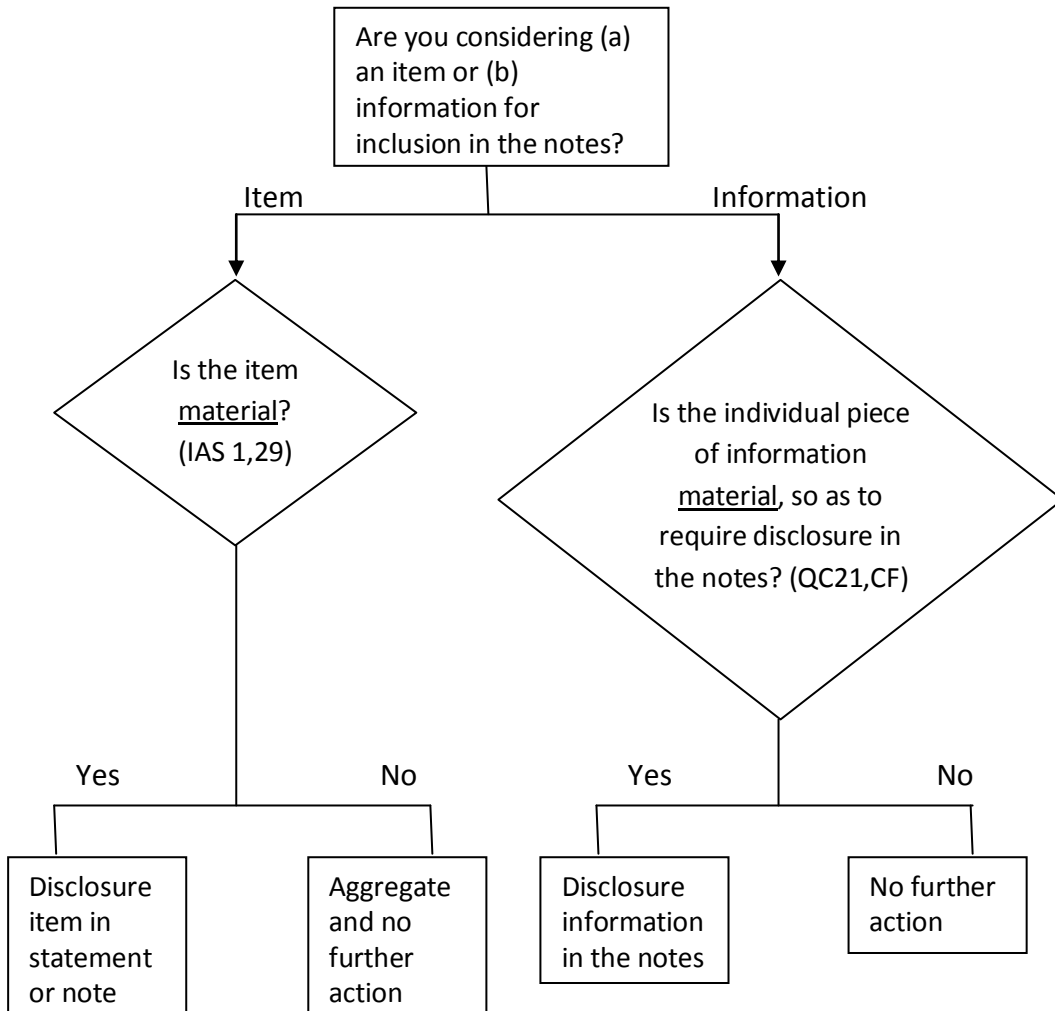 Are you considering (a)
an item or (b)
information for
inclusion in the notes?
Item
Information
Is the item
material?
(IAS 1,29)
Is the individual piece
of information
material, so as to
require disclosure in
the notes? (QC21,CF)
Yes
No
Yes
No
Disclosure
item in
statement
or note
Aggregate
and no
further
action
Disclosure
information
in the notes
No further
action